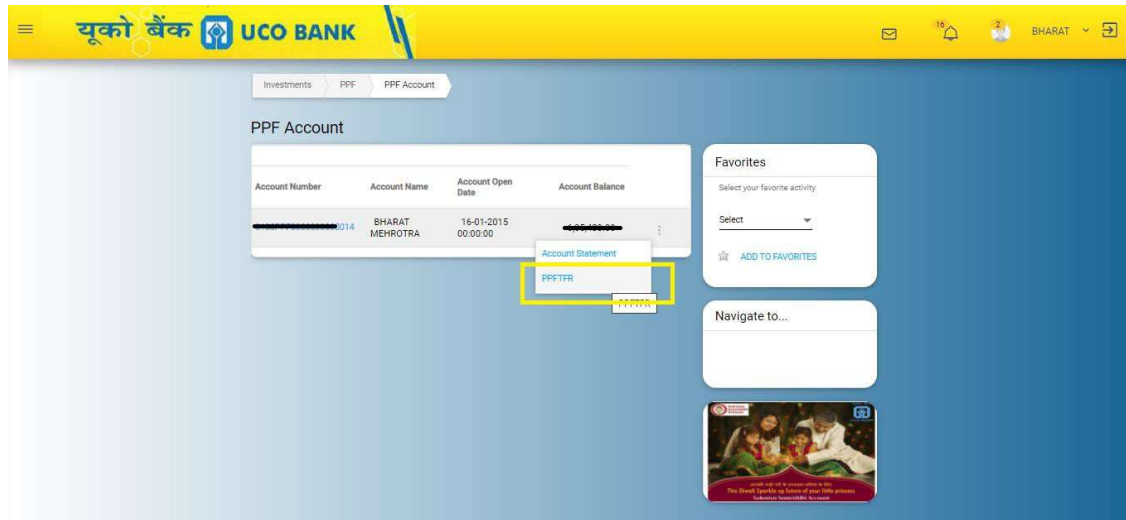 यूको बैंक UCO BANK
16
2
BHARAT
Investments PPF PPF Account
PPF Account
Account Number Account Name Account Open Date Account Balance
0014 BHARAT MEHROTRA 16-01-2015 00:00:00
Account Statement
PPFTFR
PPFTFR
Favorites
Select your favorite activity
Select
ADD TO FAVORITES
Navigate to...
This Diwali Sparkle up future of your little princess
Sukanya Samriddhi Account